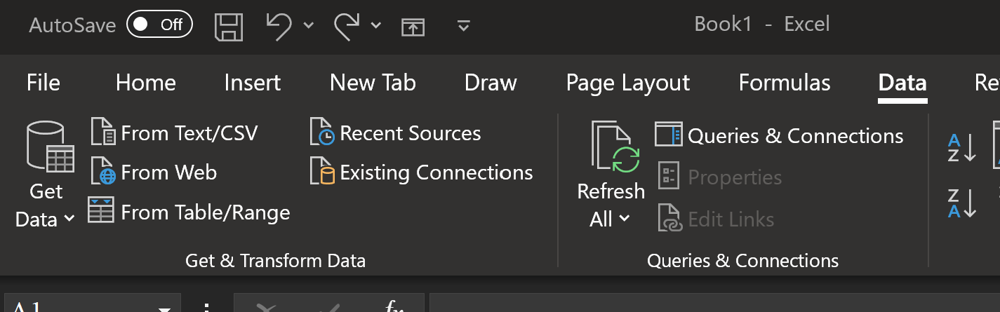 AutoSave Off Book1 - Excel
File Home Insert New Tab Draw Page Layout Formulas Data
From Text/CSV
From Web
From Table/Range
Recent Sources
Existing Connections
Get
Data
Get & Transform Data
Refresh
All
Queries & Connections
Properties
Edit Links
Queries & Connections
A
Z
Z
A
A1
fx